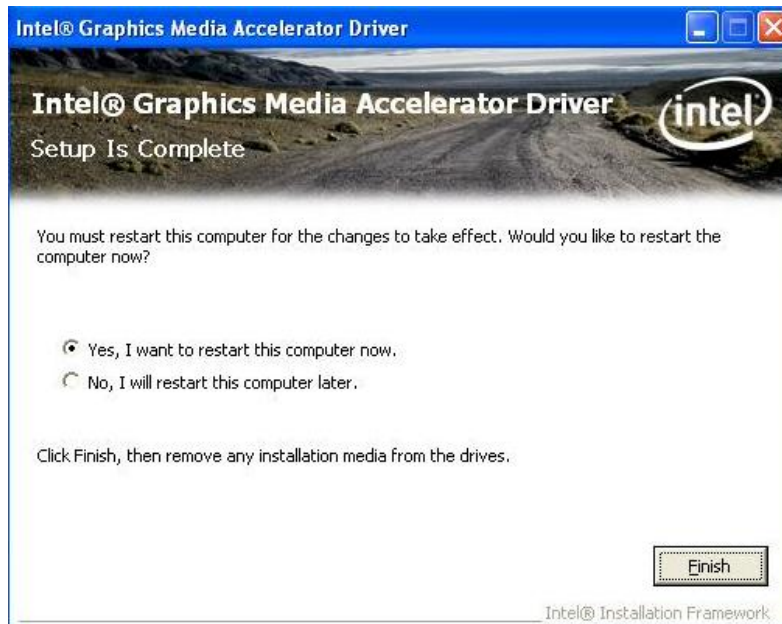 Intel® Graphics Media Accelerator Driver
Intel® Graphics Media Accelerator Driver
intel
Setup Is Complete
You must restart this computer for the changes to take effect. Would you like to restart the
computer now?
Yes, I want to restart this computer now.
No, I will restart this computer later.
Click Finish, then remove any installation media from the drives.
Finish
Intel® Installation Framework